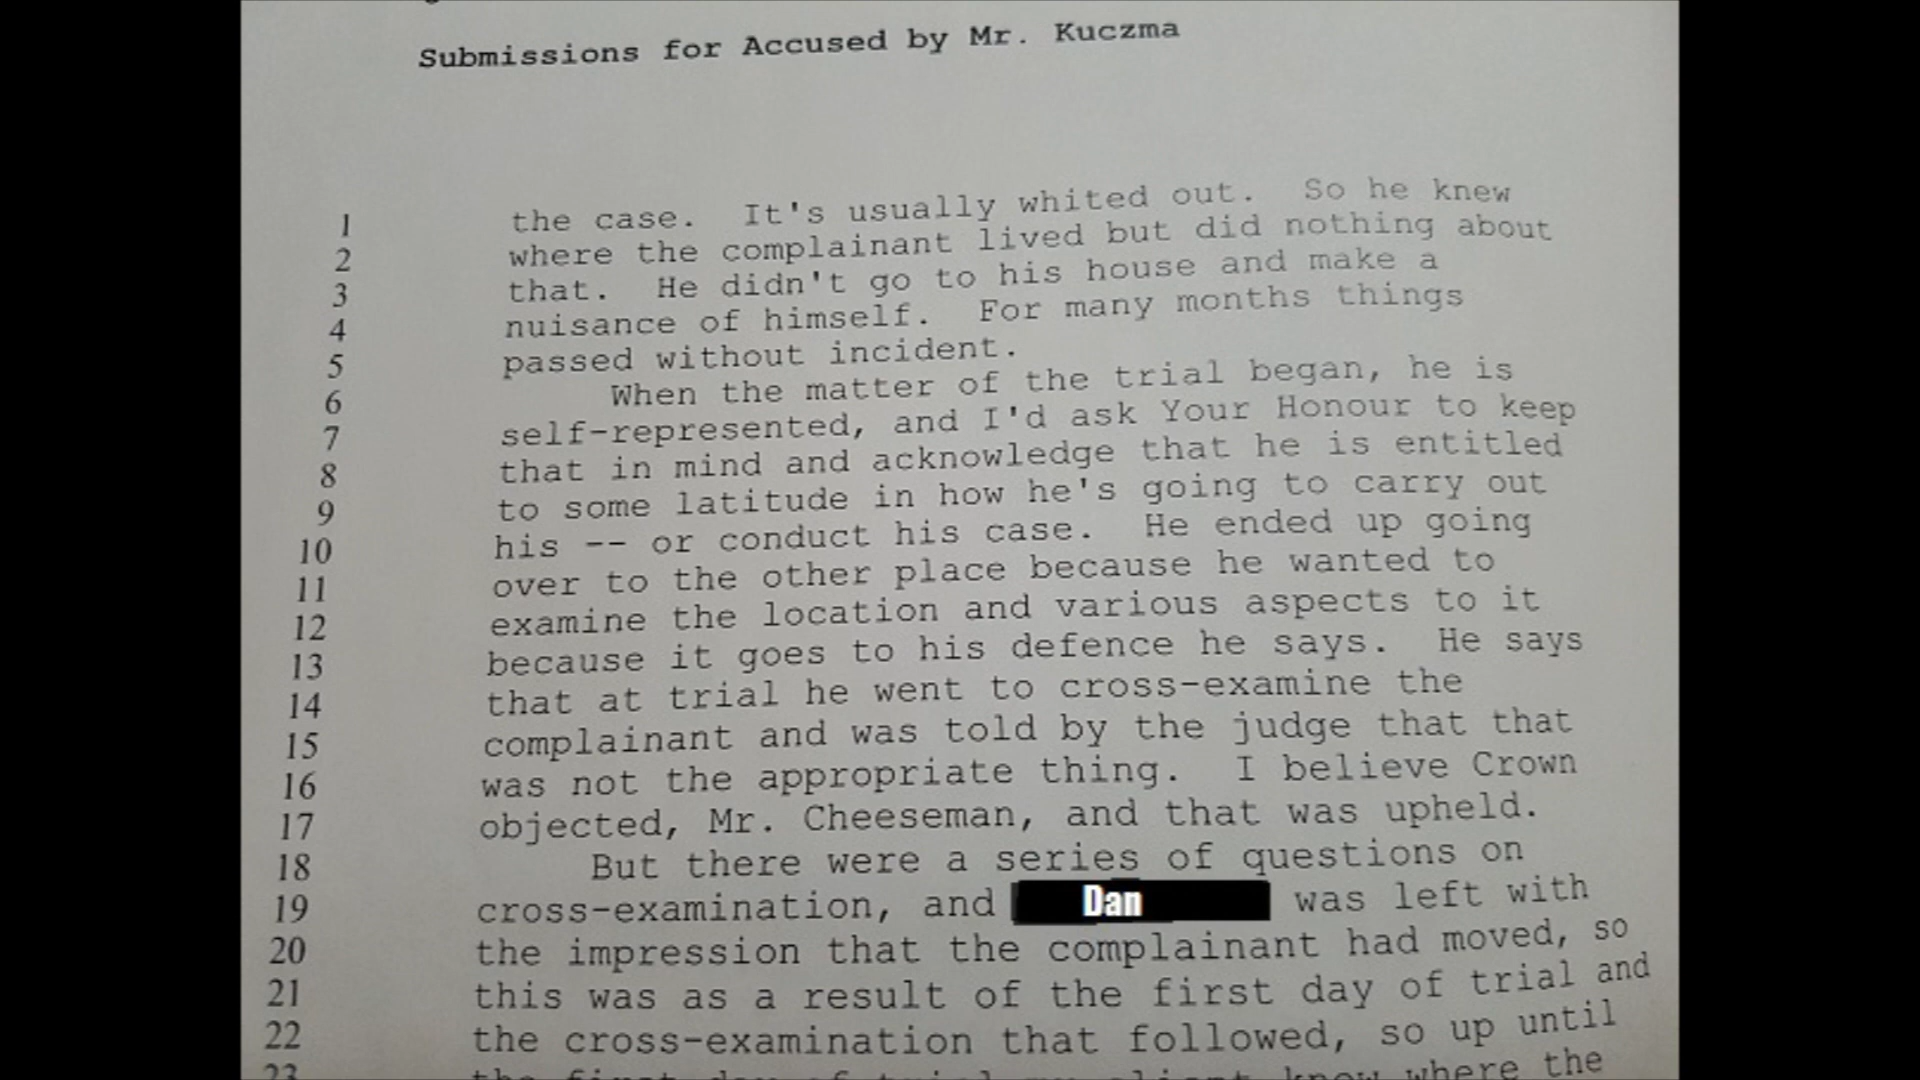 Submissions for Accused by Mr. Kuczma
1 the case. It's usually whited out. So he knew
2 where the complainant lived but did nothing about
3 that. He didn't go to his house and make a
4 nuisance of himself. For many months things
5 passed without incident.
6 When the matter of the trial began, he is
7 self-represented, and I'd ask Your Honour to keep
8 that in mind and acknowledge that he is entitled
9 to some latitude in how he's going to carry out
10 his -- or conduct his case. He ended up going
11 over to the other place because he wanted to
12 examine the location and various aspects to it
13 because it goes to his defence he says. He says
14 that at trial he went to cross-examine the
15 complainant and was told by the judge that that
16 was not the appropriate thing. I believe Crown
17 objected, Mr. Cheeseman, and that was upheld.
18 But there were a series of questions on
19 cross-examination, and Dan was left with
20 the impression that the complainant had moved, so
21 this was as a result of the first day of trial and
22 the cross-examination that followed, so up until
23 the first day of trial my client knew where the